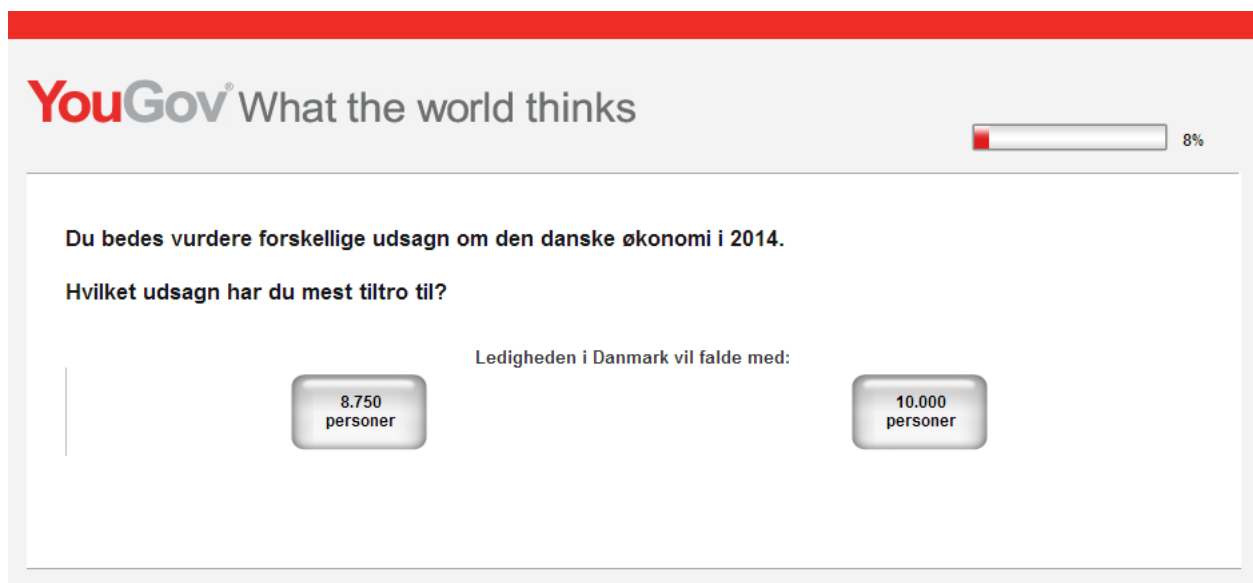 YouGov® What the world thinks
8%
Du bedes vurdere forskellige udsagn om den danske økonomi i 2014.
Hvilket udsagn har du mest tiltro til?
Ledigheden i Danmark vil falde med:
8.750
personer
10.000
personer